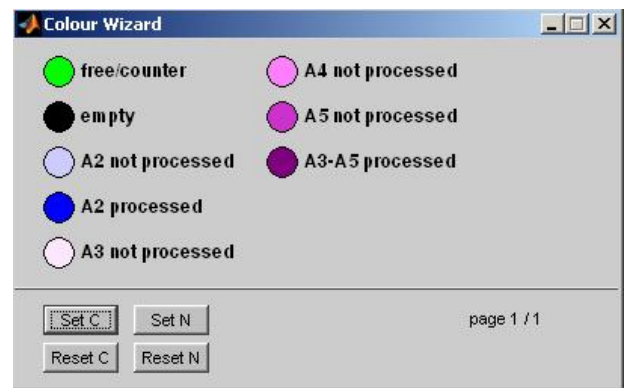 Colour Wizard
free/counter
empty
A2 not processed
A2 processed
A3 not processed
A4 not processed
A5 not processed
A3-A5 processed
Set C
Set N
page 1 / 1
Reset C
Reset N